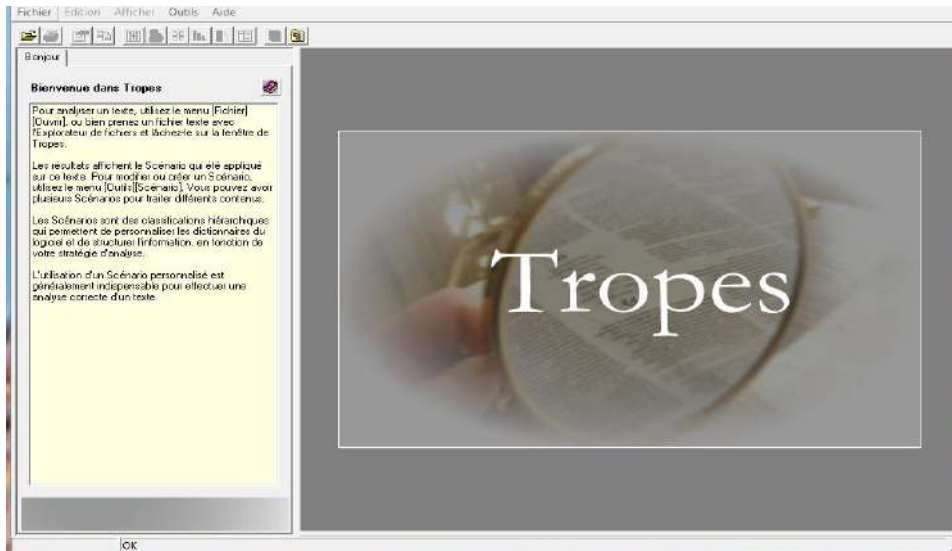 Fichier Edition Afficher Outils Aide
Bonjour
Bienvenue dans Tropes
Pour analyser un texte, utilisez le menu [Fichier]
[Ouvrir], ou bien prenez un fichier texte avec
l'Explorateur de fichiers et lâchez-le sur la fenêtre de
Tropes.
Les résultats affichent le Scénario qui été appliqué
sur ce texte. Pour modifier ou créer un Scénario,
utilisez le menu [Outils][Scénario]. Vous pouvez avoir
plusieurs Scénarios pour traiter différents contenus.
Les Scénarios sont des classifications hiérarchiques
qui permettent de personnaliser les dictionnaires du
logiciel et de structurer l'information, en fonction de
votre stratégie d'analyse.
L'utilisation d'un Scénario personnalisé est
généralement indispensable pour effectuer une
analyse correcte d'un texte.
Tropes
OK